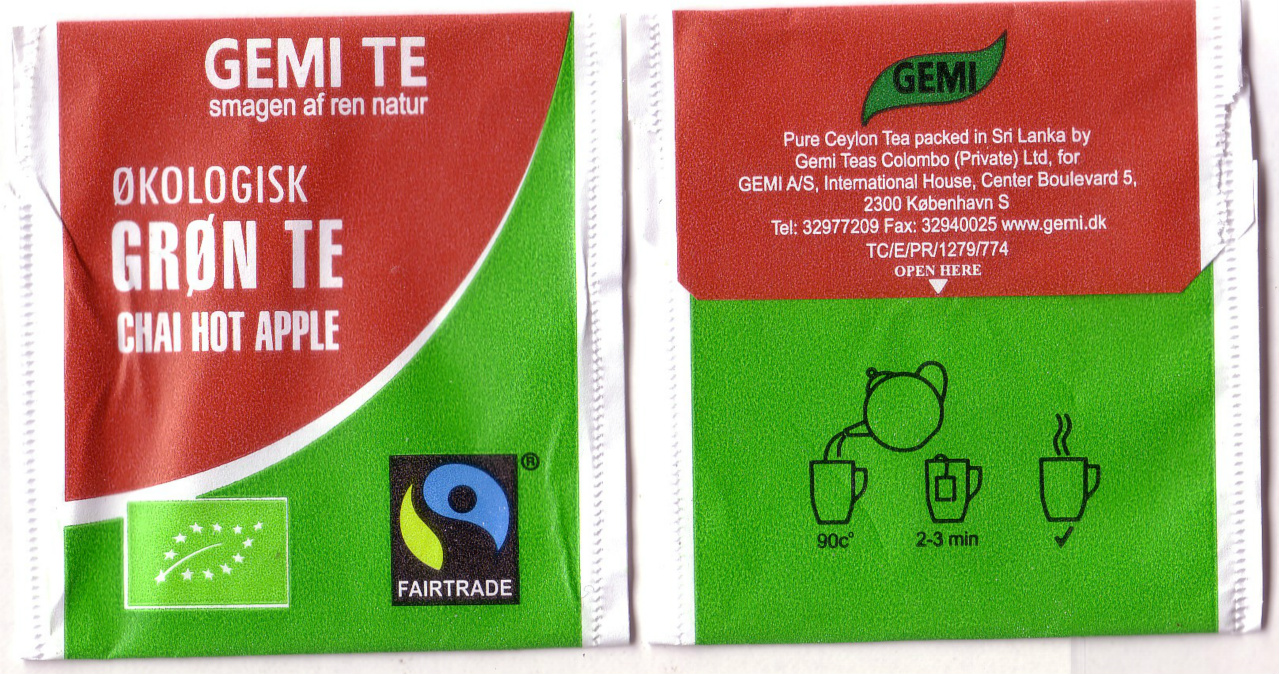 GEMI TE
smagen af ren natur
ØKOLOGISK
GRØN TE
CHAI HOT APPLE
®
FAIRTRADE
GEMI
Pure Ceylon Tea packed in Sri Lanka by
Gemi Teas Colombo (Private) Ltd, for
GEMI A/S, International House, Center Boulevard 5,
2300 København S
Tel: 32977209 Fax: 32940025 www.gemi.dk
TC/E/PR/1279/774
OPEN HERE
90c° 2-3 min